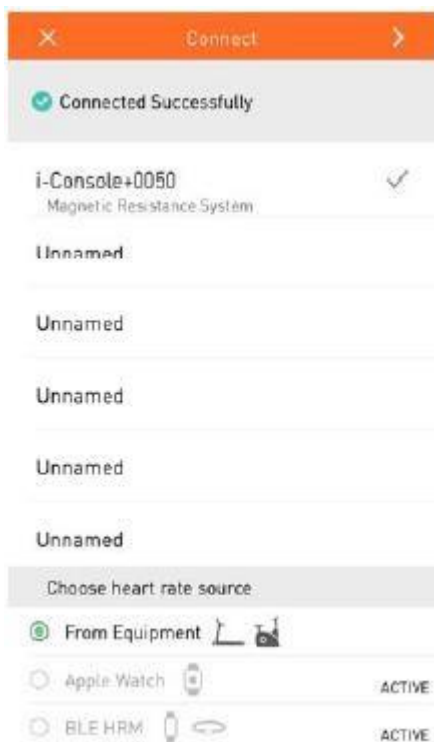 Connect
Connected Successfully
i-Console+0050
Magnetic Resistance System
Unnamed
Unnamed
Unnamed
Unnamed
Unnamed
Choose heart rate source
From Equipment
Apple Watch
ACTIVE
BLE HRM
ACTIVE